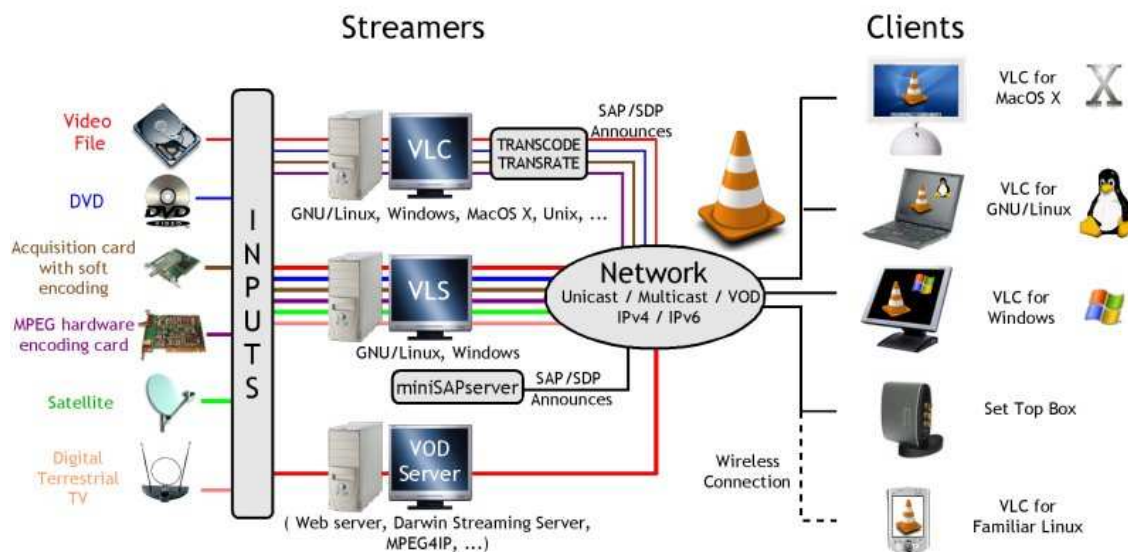 Streamers
Clients
Video
File
DVD
DVD
VIDEO
Acquisition card
with soft
encoding
MPEG hardware
encoding card
Satellite
Digital
Terrestrial
TV
INPUTS
VLC
TRANSCODE
TRANSRATE
SAP/SDP
Announces
GNU/Linux, Windows, MacOS X, Unix, ...
VLS
GNU/Linux, Windows
Network
Unicast / Multicast / VOD
IPv4 / IPv6
miniSAPserver
SAP/SDP
Announces
VOD
Server
( Web server, Darwin Streaming Server,
MPEG4IP, ...)
VLC for
MacOS X
X
VLC for
GNU/Linux
VLC for
Windows
Set Top Box
Wireless
Connection
VLC for
Familiar Linux